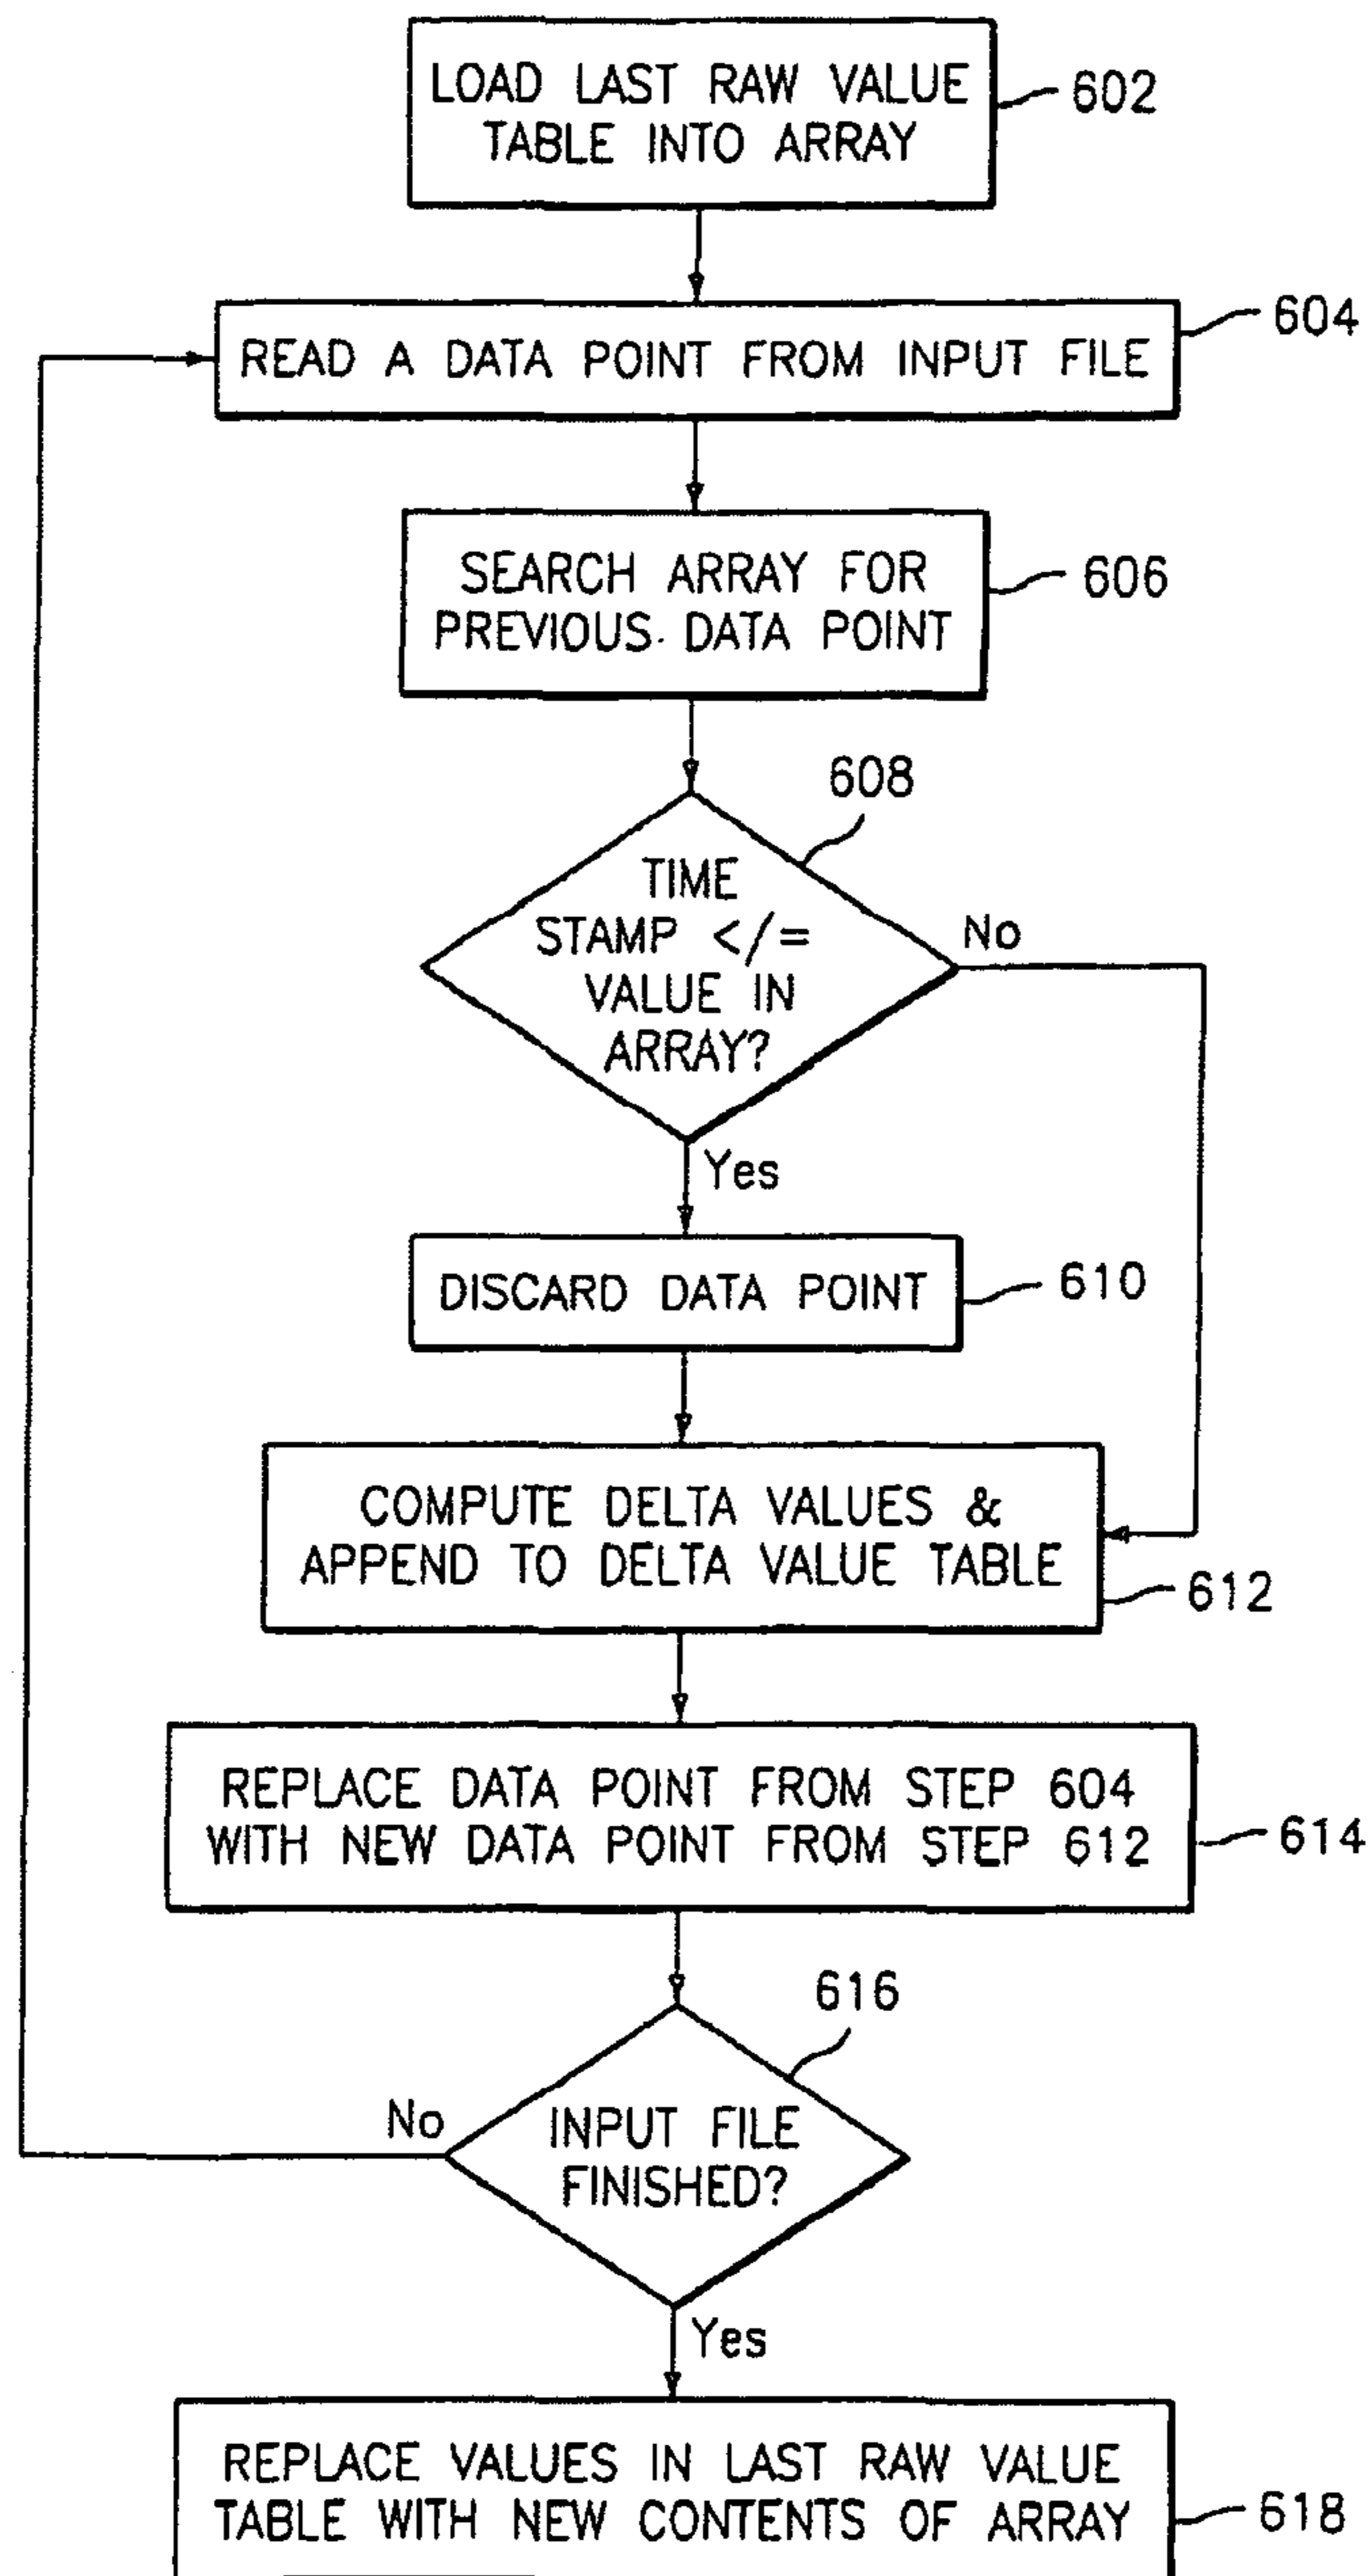 LOAD LAST RAW VALUE
TABLE INTO ARRAY
602
READ A DATA POINT FROM INPUT FILE
604
SEARCH ARRAY FOR
PREVIOUS DATA POINT
606
608
TIME
STAMP </=
VALUE IN
ARRAY?
No
Yes
DISCARD DATA POINT
610
COMPUTE DELTA VALUES &
APPEND TO DELTA VALUE TABLE
612
REPLACE DATA POINT FROM STEP 604
WITH NEW DATA POINT FROM STEP 612
614
616
No
INPUT FILE
FINISHED?
Yes
REPLACE VALUES IN LAST RAW VALUE
TABLE WITH NEW CONTENTS OF ARRAY
618